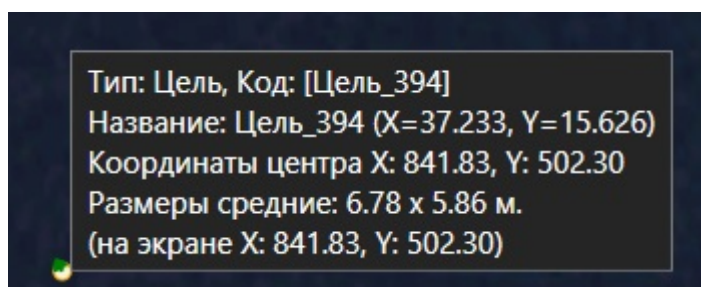 Тип: Цель, Код: [Цель_394]
Название: Цель_394 (X=37.233, Y=15.626)
Координаты центра X: 841.83, Y: 502.30
Размеры средние: 6.78 x 5.86 м.
(на экране X: 841.83, Y: 502.30)